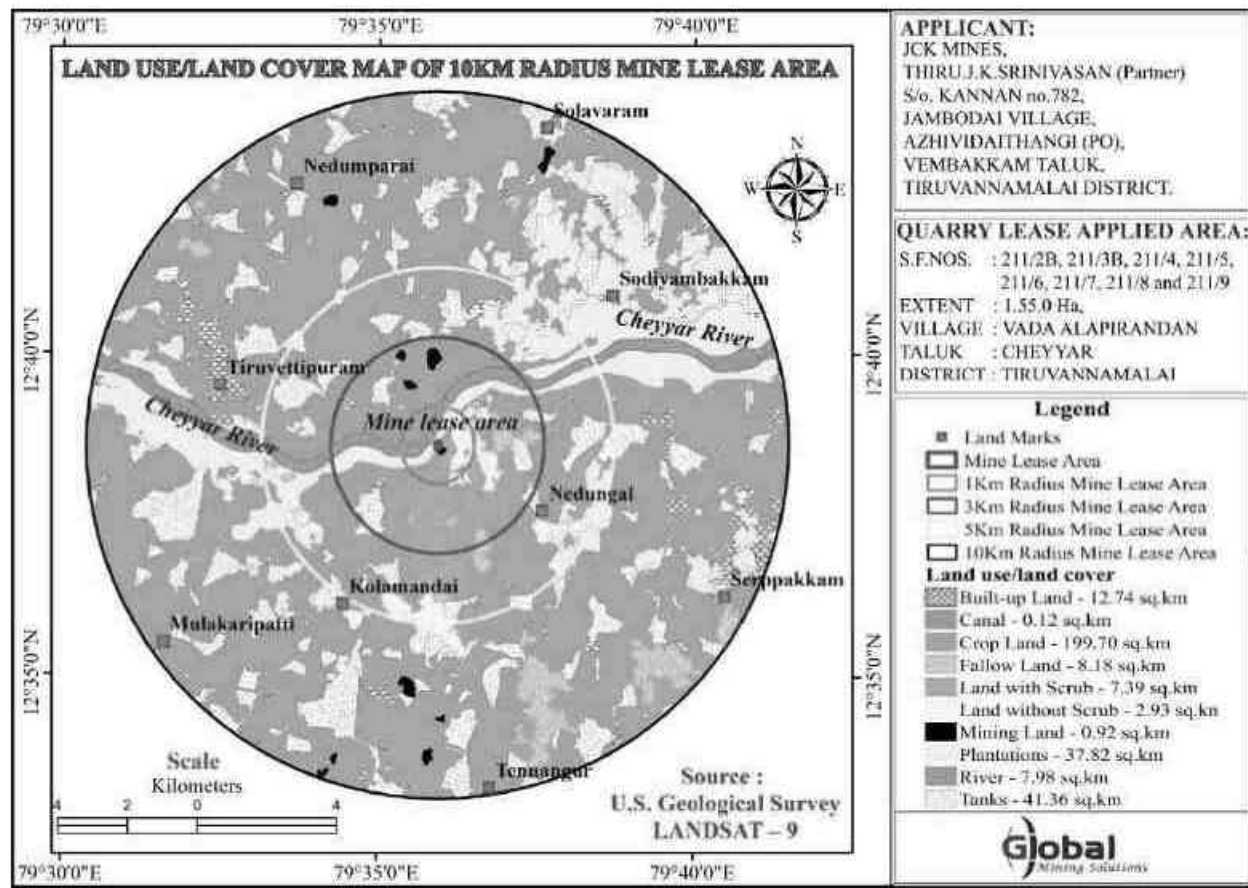 79°30'0"E 79°35'0"E 79°40'0"E
LAND USE/LAND COVER MAP OF 10KM RADIUS MINE LEASE AREA
Solavaram
Nedumparai
N
W E
S
Sodiyambakkam
Cheyyar River
12°40'0"N
12°40'0"N
Tiruvettipuram
Cheyyar River
Mine lease area
Nedungal
Serppakkam
Kolamandai
Mulakaripatti
12°35'0"N
12°35'0"N
Tennangur
Scale
Kilometers
4 2 0 4
Source :
U.S. Geological Survey
LANDSAT – 9
79°30'0"E 79°35'0"E 79°40'0"E
APPLICANT:
JCK MINES,
THIRU.J.K.SRINIVASAN (Partner)
S/o. KANNAN no.782,
JAMBODAI VILLAGE,
AZHIVIDAITHANGI (PO),
VEMBAKKAM TALUK,
TIRUVANNAMALAI DISTRICT.
QUARRY LEASE APPLIED AREA:
S.F.NOS. : 211/2B, 211/3B, 211/4, 211/5,
211/6, 211/7, 211/8 and 211/9
EXTENT : 1.55.0 Ha,
VILLAGE : VADA ALAPIRANDAN
TALUK : CHEYYAR
DISTRICT : TIRUVANNAMALAI
Legend
Land Marks
Mine Lease Area
1Km Radius Mine Lease Area
3Km Radius Mine Lease Area
5Km Radius Mine Lease Area
10Km Radius Mine Lease Area
Land use/land cover
Built-up Land - 12.74 sq.km
Canal - 0.12 sq.km
Crop Land - 199.70 sq.km
Fallow Land - 8.18 sq.km
Land with Scrub - 7.39 sq.km
Land without Scrub - 2.93 sq.km
Mining Land - 0.92 sq.km
Plantations - 37.82 sq.km
River - 7.98 sq.km
Tanks - 41.36 sq.km
Global
Mining Solutions